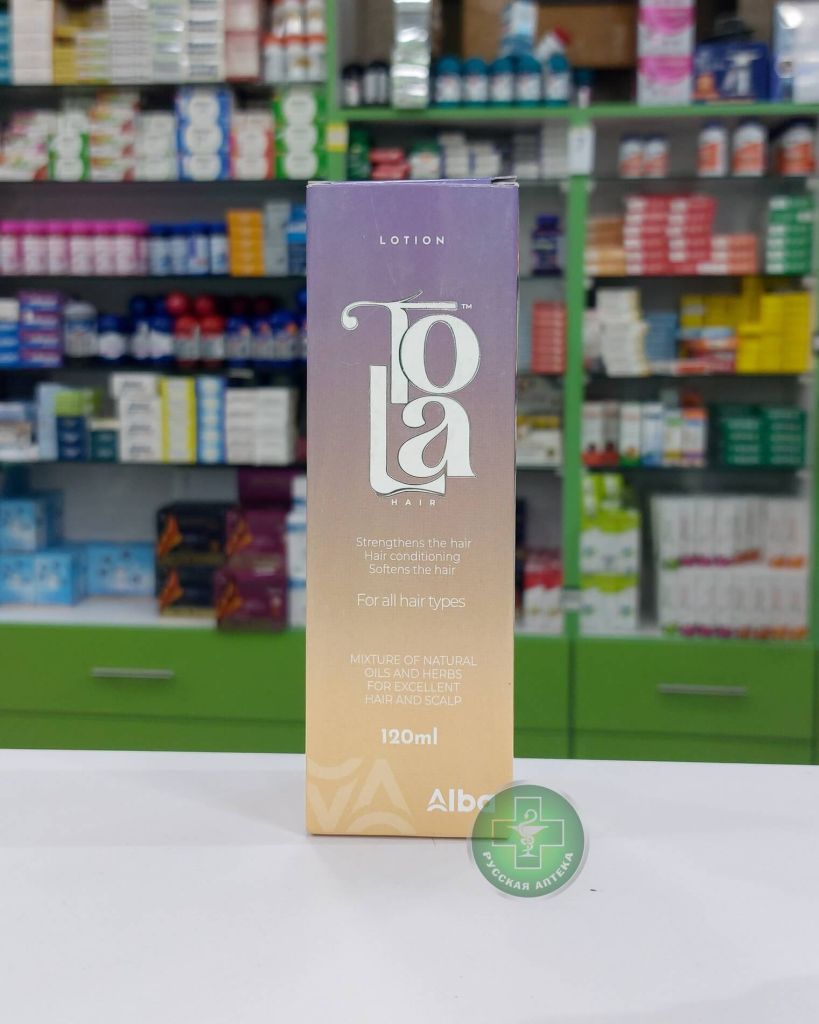 LOTION
TOLA™
HAIR
Strengthens the hair
Hair conditioning
Softens the hair
For all hair types
MIXTURE OF NATURAL
OILS AND HERBS
FOR EXCELLENT
HAIR AND SCALP
120ml
Alba
РУССКАЯ АПТЕКА